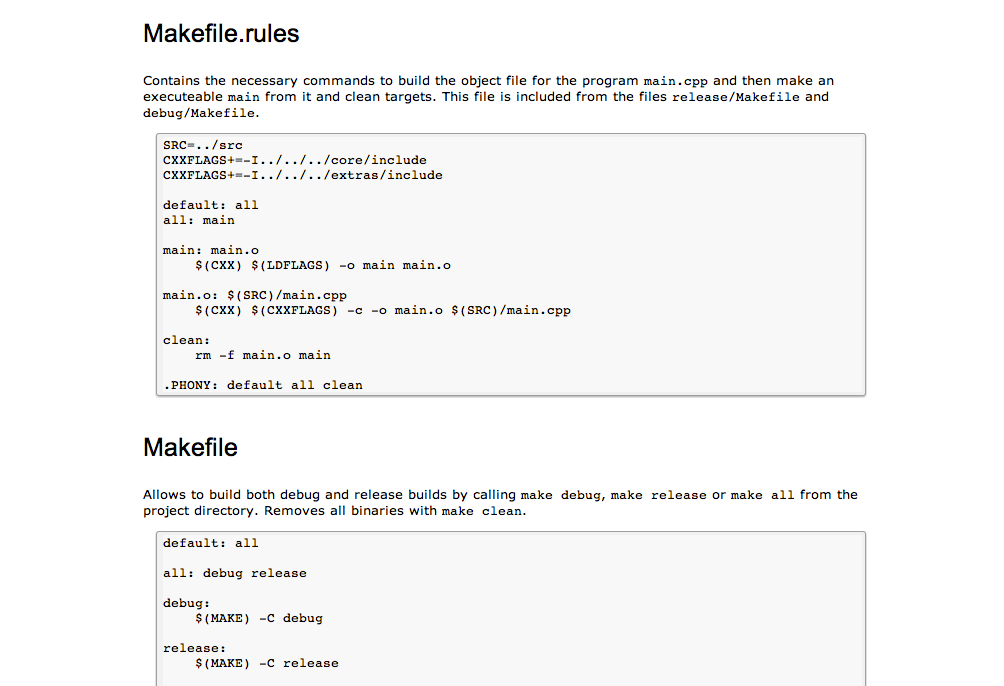 Makefile.rules
Contains the necessary commands to build the object file for the program main.cpp and then make an
executeable main from it and clean targets. This file is included from the files release/Makefile and
debug/Makefile.
SRC=../src
CXXFLAGS+=-I../../../core/include
CXXFLAGS+=-I../../../extras/include
default: all
all: main
main: main.o
    $(CXX) $(LDFLAGS) -o main main.o
main.o: $(SRC)/main.cpp
    $(CXX) $(CXXFLAGS) -c -o main.o $(SRC)/main.cpp
clean:
    rm -f main.o main
.PHONY: default all clean
Makefile
Allows to build both debug and release builds by calling make debug, make release or make all from the
project directory. Removes all binaries with make clean.
default: all
all: debug release
debug:
    $(MAKE) -C debug
release:
    $(MAKE) -C release